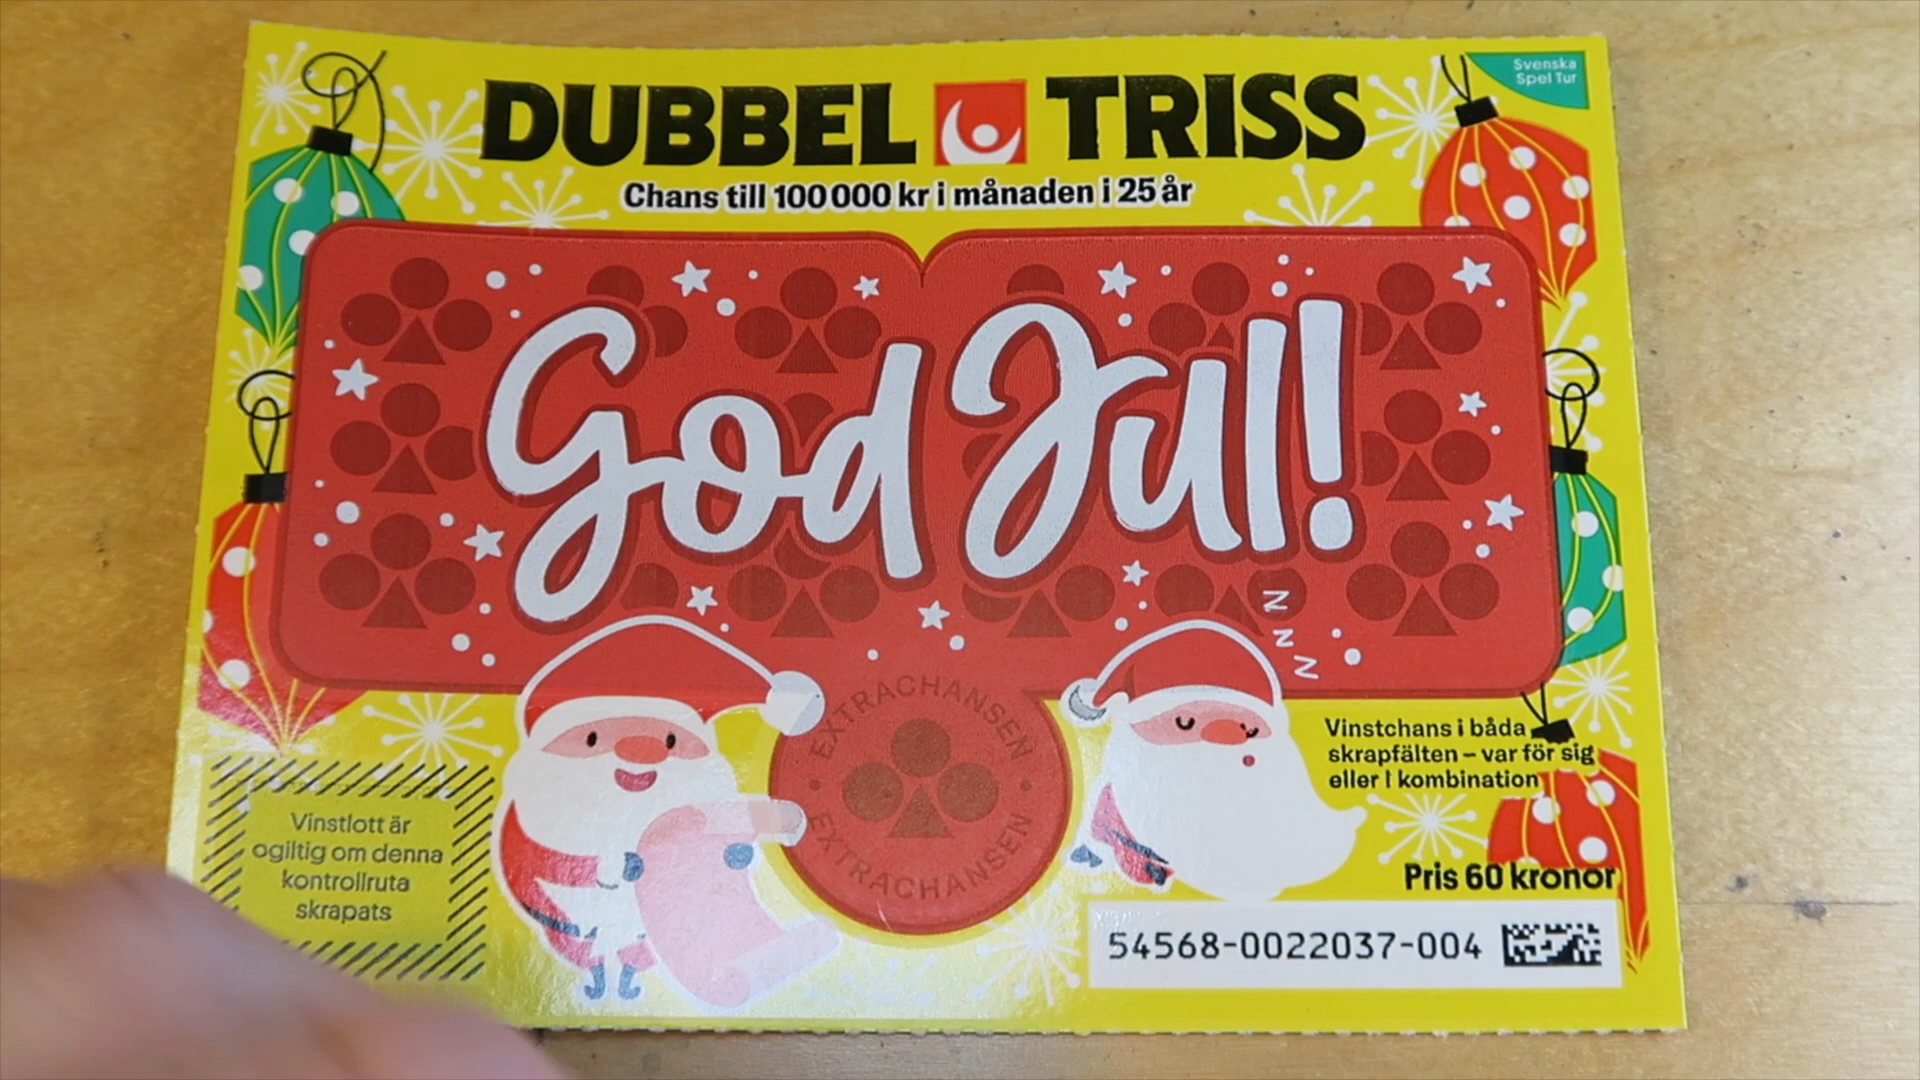 Svenska
Spel Tur
DUBBEL TRISS
Chans till 100 000 kr i månaden i 25 år
God Jul!
Z
Z
Z
EXTRACHANSEN
EXTRACHANSEN
Vinstchans i båda
skrapfälten – var för sig
eller i kombination
Vinstlott är
ogiltig om denna
kontrollruta
skrapats
Pris 60 kronor
54568-0022037-004